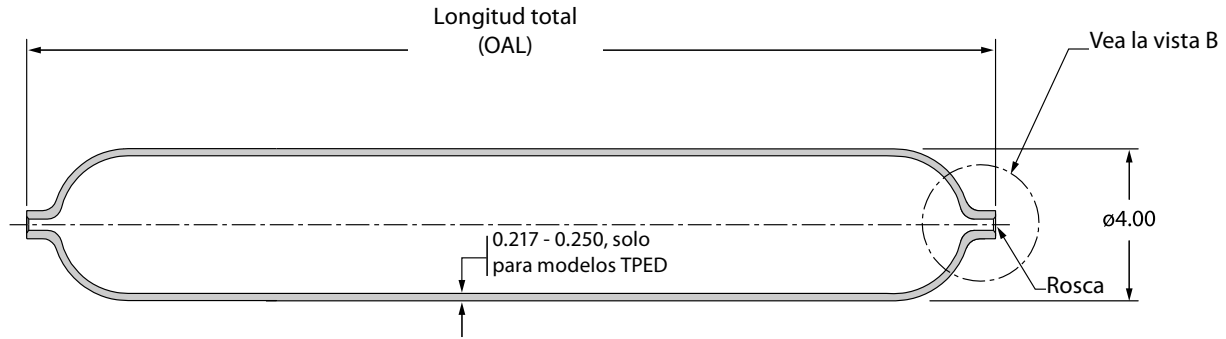 Longitud total
(OAL)
Vea la vista B
ø4.00
0.217 - 0.250, solo
para modelos TPED
Rosca